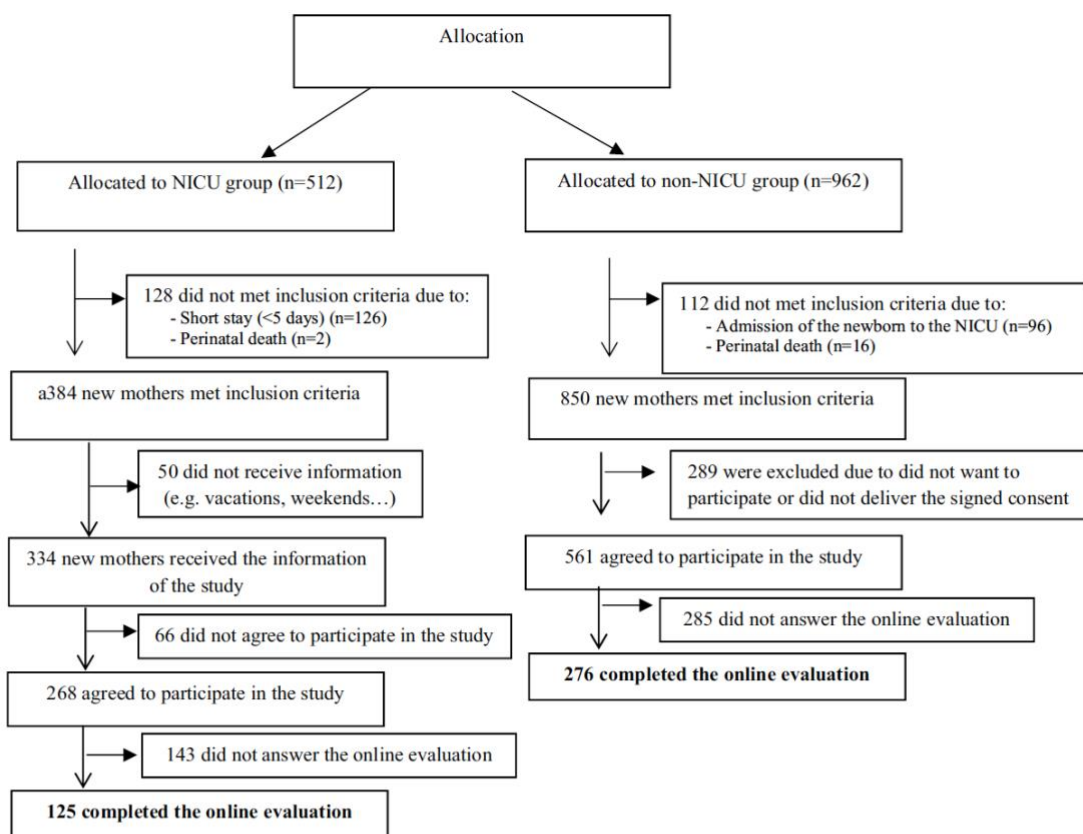 Allocation
Allocated to NICU group (n=512)
Allocated to non-NICU group (n=962)
128 did not met inclusion criteria due to:
- Short stay (<5 days) (n=126)
- Perinatal death (n=2)
112 did not met inclusion criteria due to:
- Admission of the newborn to the NICU (n=96)
- Perinatal death (n=16)
a384 new mothers met inclusion criteria
850 new mothers met inclusion criteria
50 did not receive information
(e.g. vacations, weekends…)
289 were excluded due to did not want to
participate or did not deliver the signed consent
334 new mothers received the information
of the study
561 agreed to participate in the study
66 did not agree to participate in the study
285 did not answer the online evaluation
268 agreed to participate in the study
276 completed the online evaluation
143 did not answer the online evaluation
125 completed the online evaluation